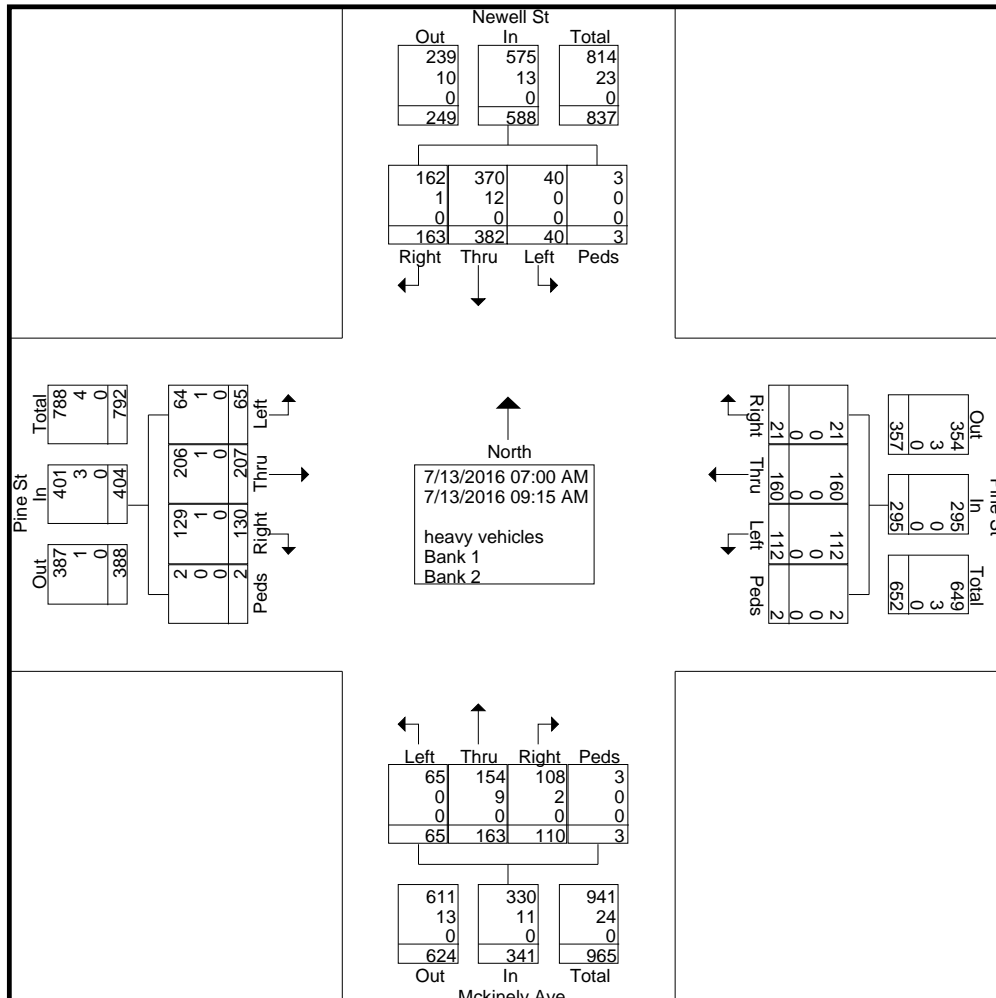 Newell St
Out In Total
239 575 814
10 13 23
0 0 0
249 588 837
162 370 40 3
1 12 0 0
0 0 0 0
163 382 40 3
Right Thru Left Peds
Pine St
Total In Out
788 4 0 792
401 3 0 404
387 1 0 388
64 1 0 65 Left
206 1 0 207 Thru
129 1 0 130 Right
2 0 0 2 Peds
North
7/13/2016 07:00 AM
7/13/2016 09:15 AM
heavy vehicles
Bank 1
Bank 2
Right 21 0 0 21
Thru 160 0 0 160
Left 112 0 0 112
Peds 2 0 0 2
Out In Total
354 3 0 357
295 0 0 295
649 3 0 652
Pine St
Left Thru Right Peds
65 154 108 3
0 9 2 0
0 0 0 0
65 163 110 3
611 330 941
13 11 24
0 0 0
624 341 965
Out In Total
Mckinely Ave